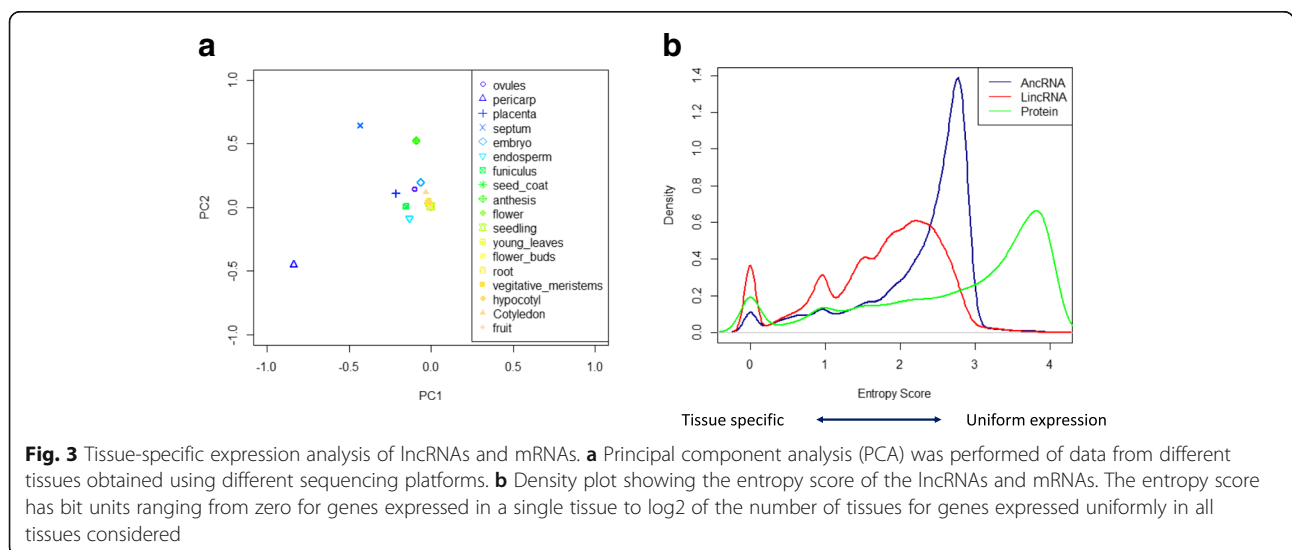 a
1.0
0.5
0.0
-0.5
-1.0
PC2
-1.0 -0.5 0.0 0.5 1.0
PC1
ovules
pericarp
placenta
septum
embryo
endosperm
funiculus
seed_coat
anthesis
flower
seedling
young_leaves
flower_buds
root
vegitative_meristems
hypocotyl
Cotyledon
fruit
b
1.4
1.2
1.0
0.8
0.6
0.4
0.2
0.0
Density
AncRNA
LincRNA
Protein
0 1 2 3 4
Entropy Score
Tissue specific Uniform expression
Fig. 3 Tissue-specific expression analysis of lncRNAs and mRNAs. a Principal component analysis (PCA) was performed of data from different
tissues obtained using different sequencing platforms. b Density plot showing the entropy score of the lncRNAs and mRNAs. The entropy score
has bit units ranging from zero for genes expressed in a single tissue to log2 of the number of tissues for genes expressed uniformly in all
tissues considered